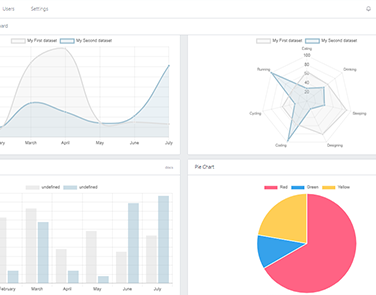 Users Settings
My First dataset My Second dataset
My First dataset My Second dataset
Eating
100
80
60
40
20
Running
Drinking
Cycling
Sleeping
Coding
Designing
March April May June July
Pie Chart
undefined undefined
Red Green Yellow
February March April May June July